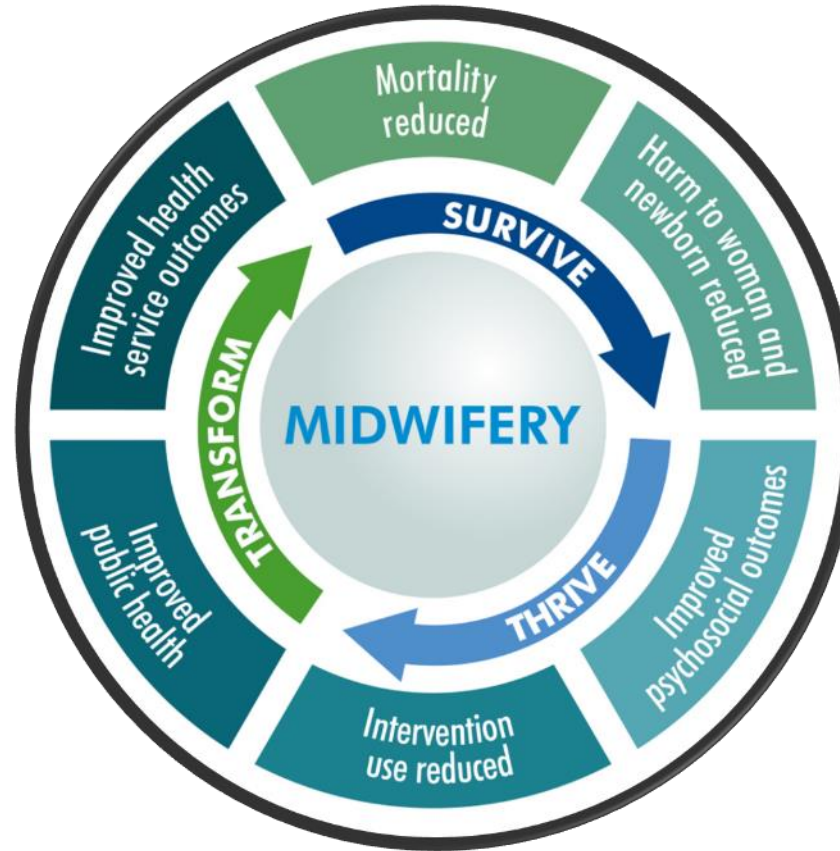 Mortality
reduced
Harm to woman and
newborn reduced
Improved
psychosocial outcomes
Intervention
use reduced
Improved
public health
Improved health
service outcomes
SURVIVE
THRIVE
TRANSFORM
MIDWIFERY